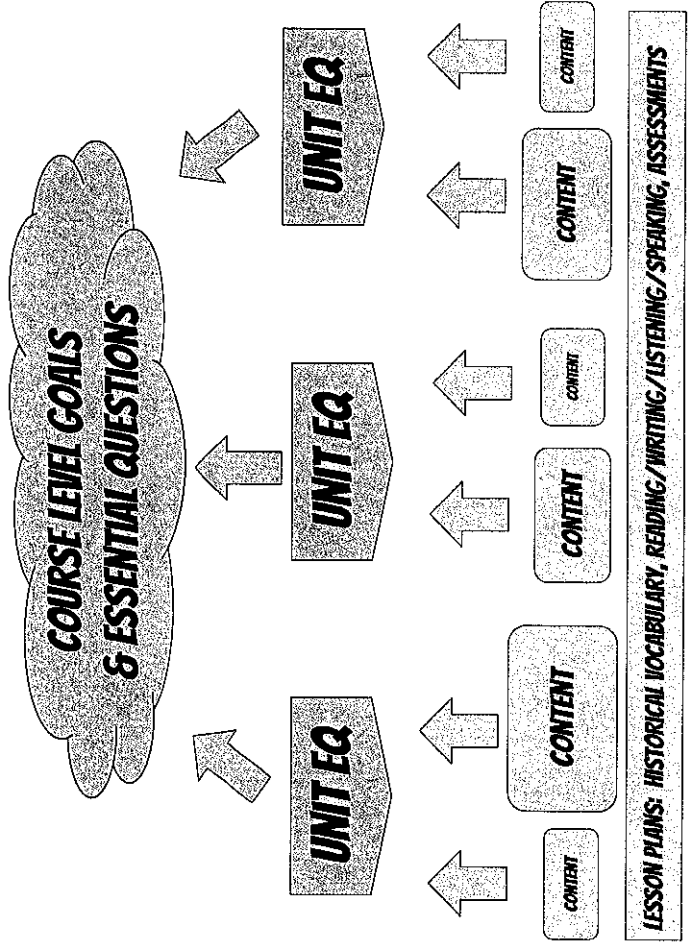 COURSE LEVEL GOALS
& ESSENTIAL QUESTIONS
UNIT EQ
UNIT EQ
UNIT EQ
CONTENT
CONTENT
CONTENT
CONTENT
CONTENT
CONTENT
LESSON PLANS: HISTORICAL VOCABULARY, READING/WRITING/LISTENING/SPEAKING, ASSESSMENTS